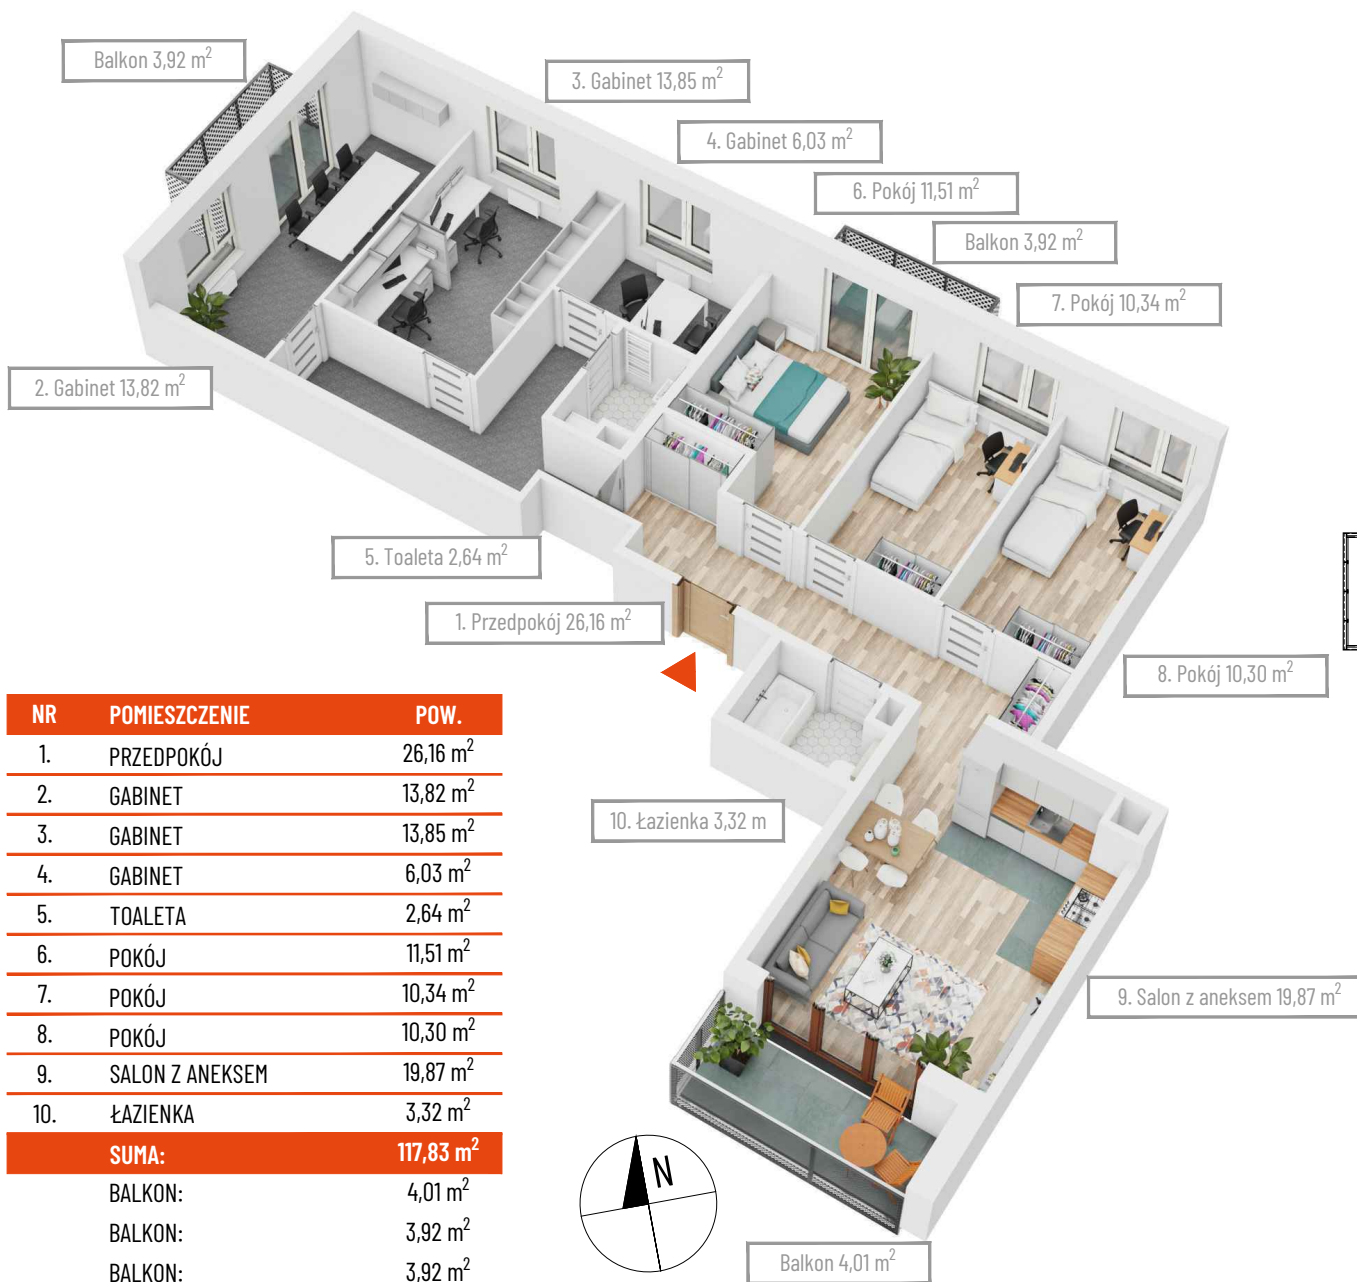 Balkon 3,92 m²
3. Gabinet 13,85 m²
4. Gabinet 6,03 m²
6. Pokój 11,51 m²
Balkon 3,92 m²
7. Pokój 10,34 m²
2. Gabinet 13,82 m²
5. Toaleta 2,64 m²
1. Przedpokój 26,16 m²
8. Pokój 10,30 m²
10. Łazienka 3,32 m
9. Salon z aneksem 19,87 m²
Balkon 4,01 m²
N
NR POMIESZCZENIE POW.
1. PRZEDPOKÓJ 26,16 m²
2. GABINET 13,82 m²
3. GABINET 13,85 m²
4. GABINET 6,03 m²
5. TOALETA 2,64 m²
6. POKÓJ 11,51 m²
7. POKÓJ 10,34 m²
8. POKÓJ 10,30 m²
9. SALON Z ANEKSEM 19,87 m²
10. ŁAZIENKA 3,32 m²
SUMA: 117,83 m²
BALKON: 4,01 m²
BALKON: 3,92 m²
BALKON: 3,92 m²